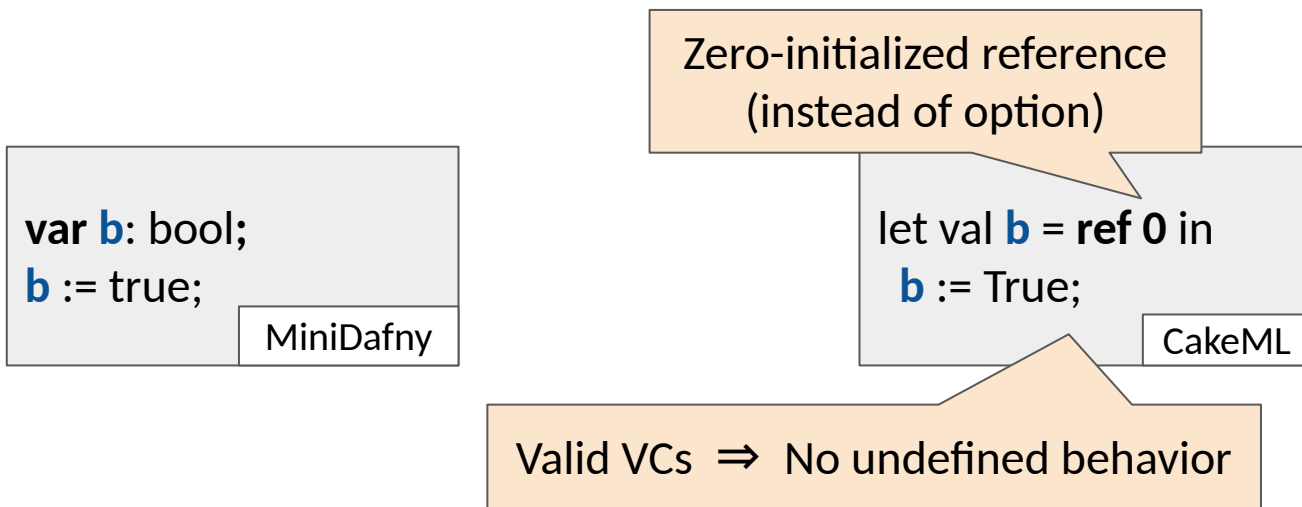 Zero-initialized reference
(instead of option)
var b: bool;
b := true;
MiniDafny
let val b = ref 0 in
b := True;
CakeML
Valid VCs ⇒ No undefined behavior